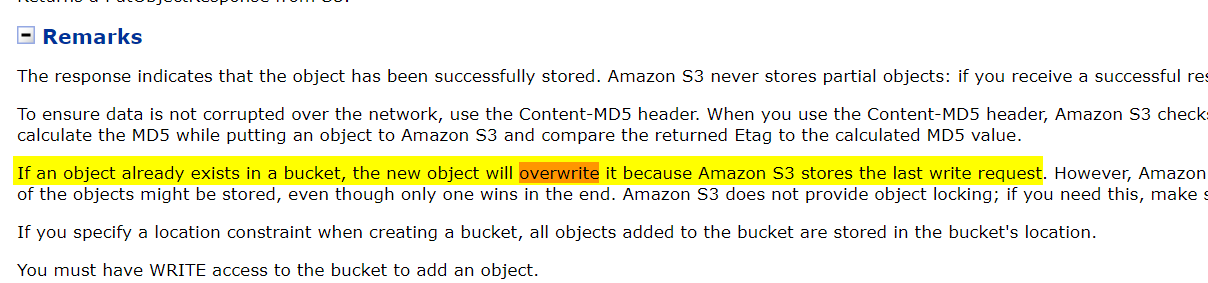 Remarks
The response indicates that the object has been successfully stored. Amazon S3 never stores partial objects: if you receive a successful
To ensure data is not corrupted over the network, use the Content-MD5 header. When you use the Content-MD5 header, Amazon S3
calculate the MD5 while putting an object to Amazon S3 and compare the returned Etag to the calculated MD5 value.
If an object already exists in a bucket, the new object will overwrite it because Amazon S3 stores the last write request. However, Amazon
of the objects might be stored, even though only one wins in the end. Amazon S3 does not provide object locking; if you need this, make
If you specify a location constraint when creating a bucket, all objects added to the bucket are stored in the bucket's location.
You must have WRITE access to the bucket to add an object.